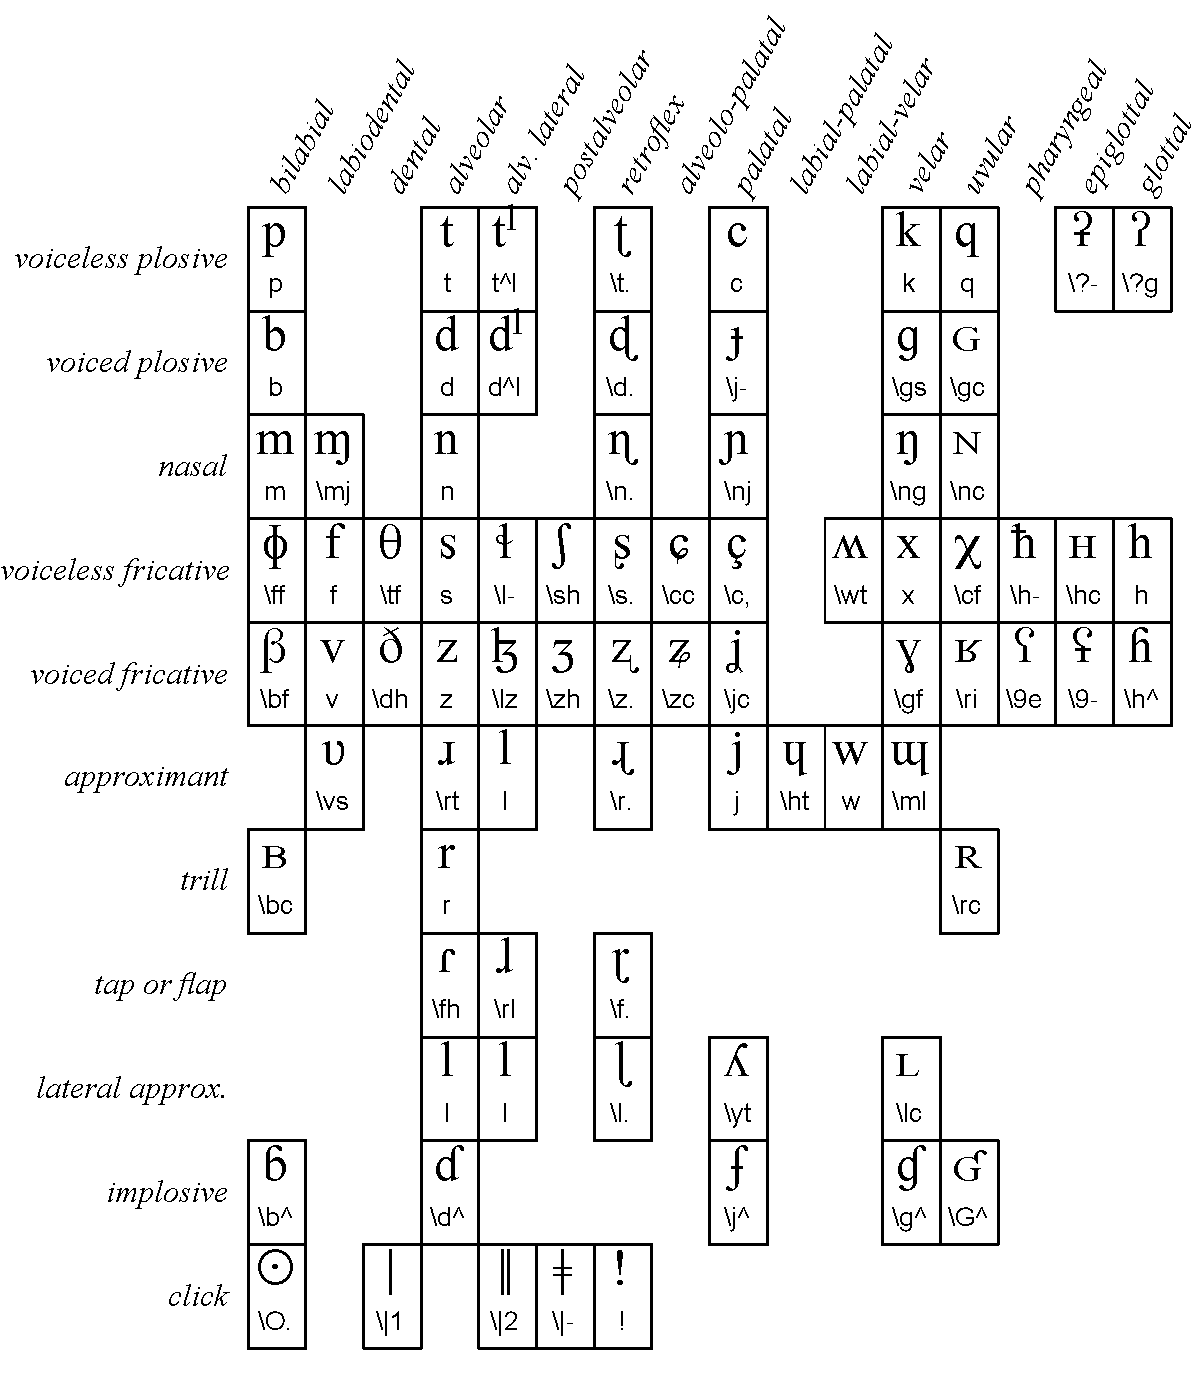 bilabial labiodental dental alveolar alv. lateral postalveolar retroflex alveolo-palatal palatal labial-palatal labial-velar velar uvular pharyngeal epiglottal glottal
p t tˡ ʈ c k q ʡ ʔ
voiceless plosive
p t t^l \t. c k q \?- \?g
b d dˡ ɖ ɟ ɡ ɢ
voiced plosive
b d d^l \d. \j- \gs \gc
m ɱ n ɳ ɲ ŋ ɴ
nasal
m \mj n \n. \nj \ng \nc
ɸ f θ s ɬ ʃ ʂ ɕ ç ʍ x χ ħ ʜ h
voiceless fricative
\ff f \tf s \l- \sh \s. \cc \c, \wt x \cf \h- \hc h
β v ð z ɮ ʒ ʐ ʑ ʝ ɣ ʁ ʕ ʢ ɦ
voiced fricative
\bf v \dh z \lz \zh \z. \zc \jc \gf \ri \9e \9- \h^
ʋ ɹ l ɻ j ɥ w ɰ
approximant
\vs \rt l \r. j \ht w \ml
ʙ r ʀ
trill
\bc r \rc
ɾ ɺ ɽ
tap or flap
\fh \rl \f.
l l ɭ ʎ ʟ
lateral approx.
l l \l. \yt \lc
ɓ ɗ ʄ ɠ ʛ
implosive
\b^ \d^ \j^ \g^ \G^
ʘ ǀ ǁ ǂ !
click
\O. \|1 \|2 \|- !